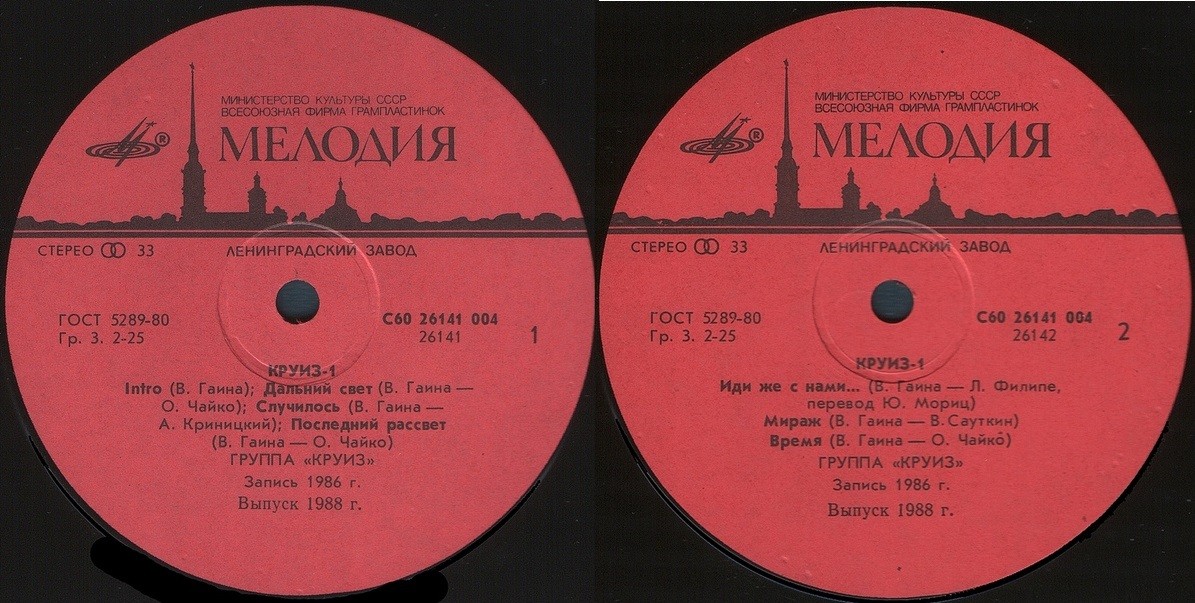 МИНИСТЕРСТВО КУЛЬТУРЫ СССР
ВСЕСОЮЗНАЯ ФИРМА ГРАМПЛАСТИНОК
МЕЛОДИЯ
®
СТЕРЕО 33
ЛЕНИНГРАДСКИЙ ЗАВОД
ГОСТ 5289-80
Гр. 3. 2-25
С60 26141 004
26141
1
КРУИЗ-1
Intro (В. Гаина); Дальний свет (В. Гаина —
О. Чайко); Случилось (В. Гаина —
А. Криницкий); Последний рассвет
(В. Гаина — О. Чайко)
ГРУППА «КРУИЗ»
Запись 1986 г.
Выпуск 1988 г.
МИНИСТЕРСТВО КУЛЬТУРЫ СССР
ВСЕСОЮЗНАЯ ФИРМА ГРАМПЛАСТИНОК
МЕЛОДИЯ
®
СТЕРЕО 33
ЛЕНИНГРАДСКИЙ ЗАВОД
ГОСТ 5289-80
Гр. 3. 2-25
С60 26141 004
26142
2
КРУИЗ-1
Иди же с нами... (В. Гаина — Л. Филипе,
перевод Ю. Мориц)
Мираж (В. Гаина — В. Сауткин)
Время (В. Гаина — О. Чайко)
ГРУППА «КРУИЗ»
Запись 1986 г.
Выпуск 1988 г.